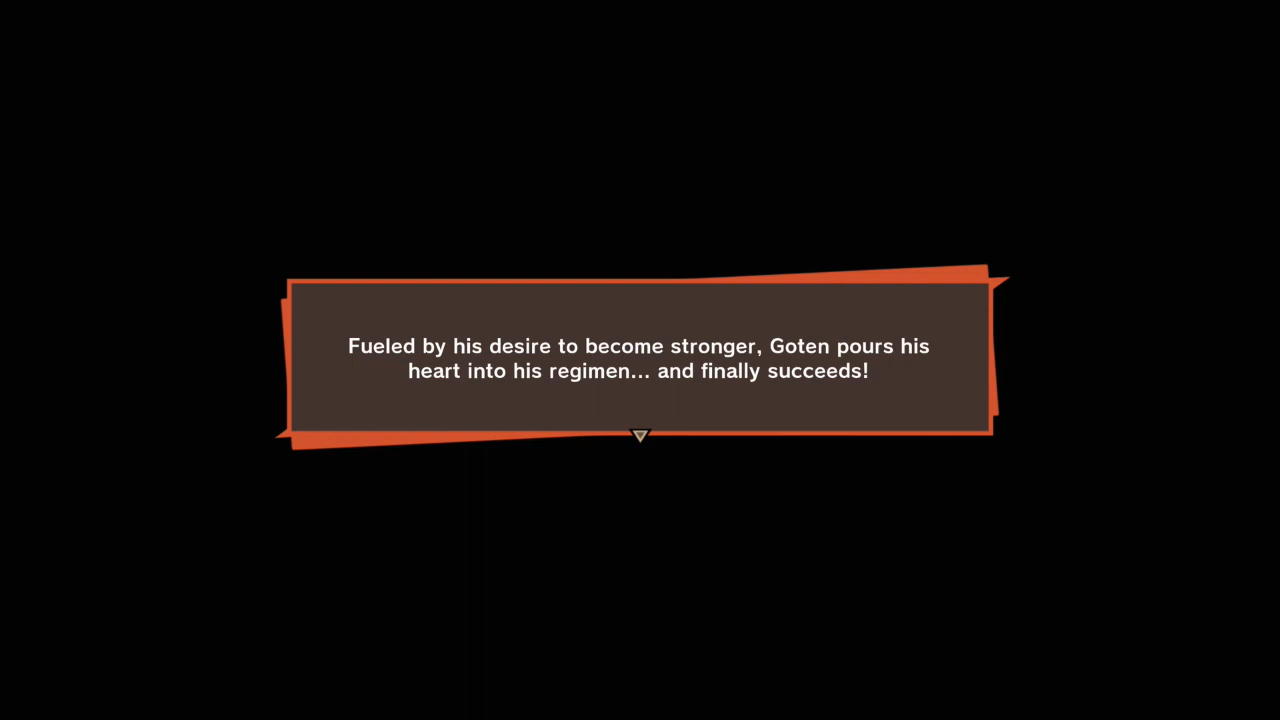 Fueled by his desire to become stronger, Goten pours his
heart into his regimen... and finally succeeds!